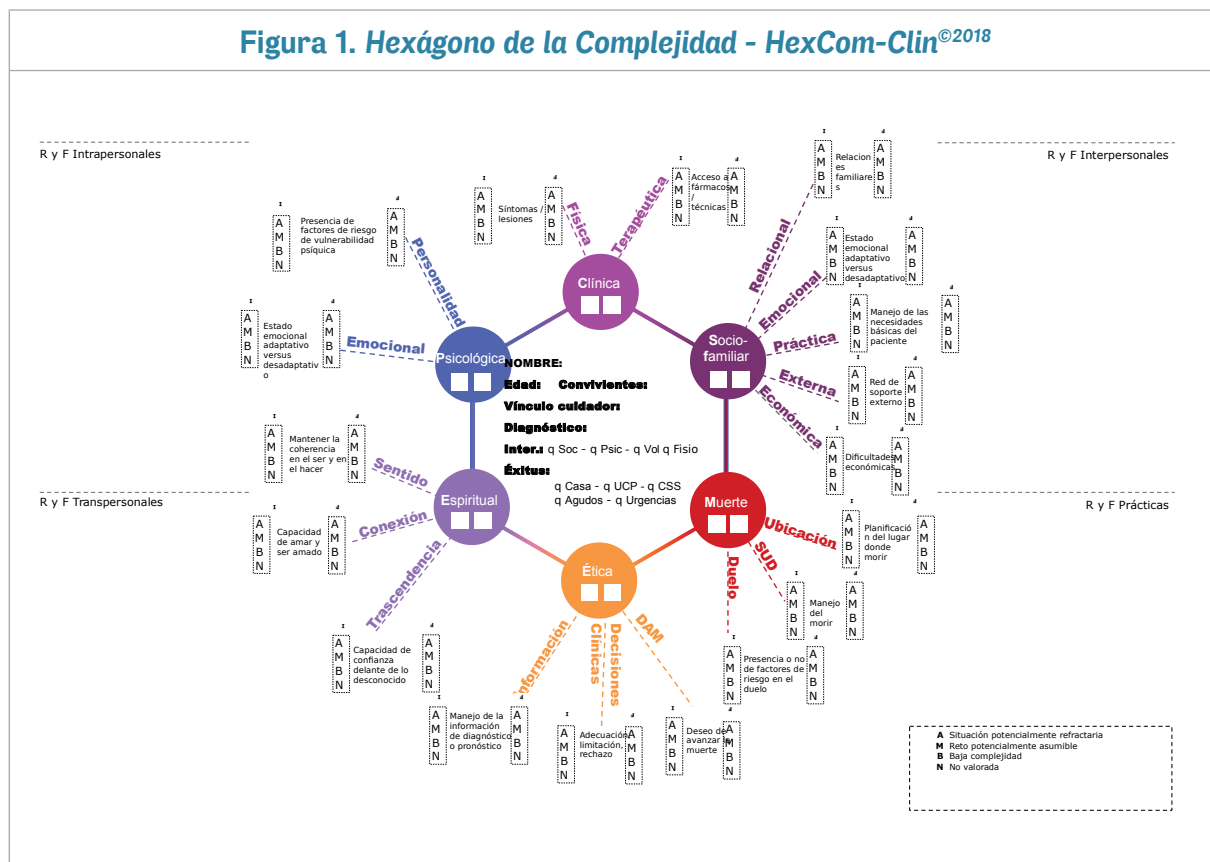 Figura 1. Hexágono de la Complejidad - HexCom-Clin©2018
R y F Intrapersonales
R y F Interpersonales
Clínica
Física
I
d
A
M
B
N
Síntomas /
lesiones
A
M
B
N
Terapéutica
I
d
A
M
B
N
Acceso a
fármacos
/
técnicas
A
M
B
N
Socio-
familiar
Relacional
I
d
A
M
B
N
Relacion
es
familiare
s
A
M
B
N
Emocional
I
d
A
M
B
N
Estado
emocional
adaptativo
versus
desadaptativo
A
M
B
N
Práctica
I
d
A
M
B
N
Manejo de las
necesidades
básicas del
paciente
A
M
B
N
Externa
I
d
A
M
B
N
Red de
soporte
externo
A
M
B
N
Económica
I
d
A
M
B
N
Dificultades
económicas
A
M
B
N
Psicológica
Personalidad
I
d
A
M
B
N
Presencia de
factores de riesgo
de vulnerabilidad
psíquica
A
M
B
N
Emocional
I
d
A
M
B
N
Estado
emocional
adaptativo
versus
desadaptativ
o
A
M
B
N
NOMBRE:
Edad: Convivientes:
Vínculo cuidador:
Diagnóstico:
Inter.: q Soc - q Psic - q Vol q Fisio
Éxitus:
q Casa - q UCP - q CSS
q Agudos - q Urgencias
R y F Transpersonales
R y F Prácticas
Espiritual
Sentido
I
d
A
M
B
N
Mantener la
coherencia
en el ser y en
el hacer
A
M
B
N
Conexión
I
d
A
M
B
N
Capacidad
de amar y
ser amado
A
M
B
N
Trascendencia
I
d
A
M
B
N
Capacidad de
confianza
delante de lo
desconocido
A
M
B
N
Muerte
Ubicación
I
d
A
M
B
N
Planificació
n del lugar
donde
morir
A
M
B
N
SUD
I
d
A
M
B
N
Manejo
del
morir
A
M
B
N
Duelo
I
d
A
M
B
N
Presencia o no
de factores de
riesgo en el
duelo
A
M
B
N
Ética
Información
I
d
A
M
B
N
Manejo de la
información
de diagnóstico
o pronóstico
A
M
B
N
Decisiones
Clínicas
I
d
A
M
B
N
Adecuación,
limitación,
rechazo
A
M
B
N
DAM
I
d
A
M
B
N
Deseo de
avanzar la
muerte
A
M
B
N
A Situación potencialmente refractaria
M Reto potencialmente asumible
B Baja complejidad
N No valorada